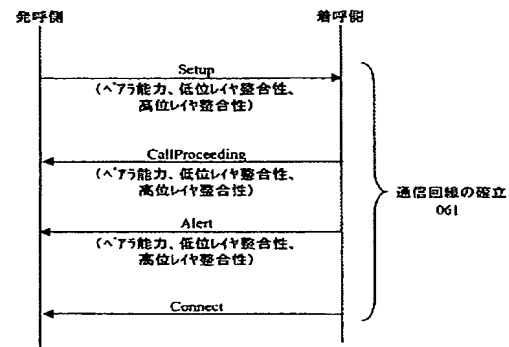 発呼側
着呼側
Setup
(ベアラ能力、低位レイヤ整合性、
高位レイヤ整合性)
CallProceeding
(ベアラ能力、低位レイヤ整合性、
高位レイヤ整合性)
Alert
(ベアラ能力、低位レイヤ整合性、
高位レイヤ整合性)
Connect
通信回線の確立
061